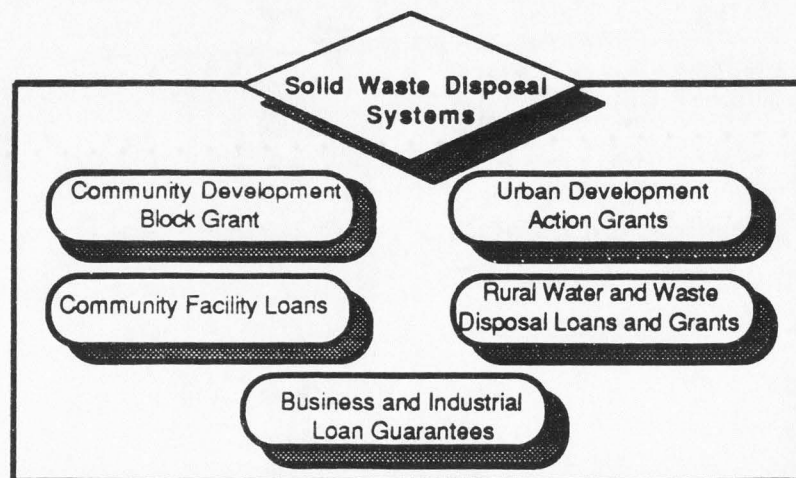 Solid Waste Disposal
Systems
Community Development
Block Grant
Urban Development
Action Grants
Community Facility Loans
Rural Water and Waste
Disposal Loans and Grants
Business and Industrial
Loan Guarantees